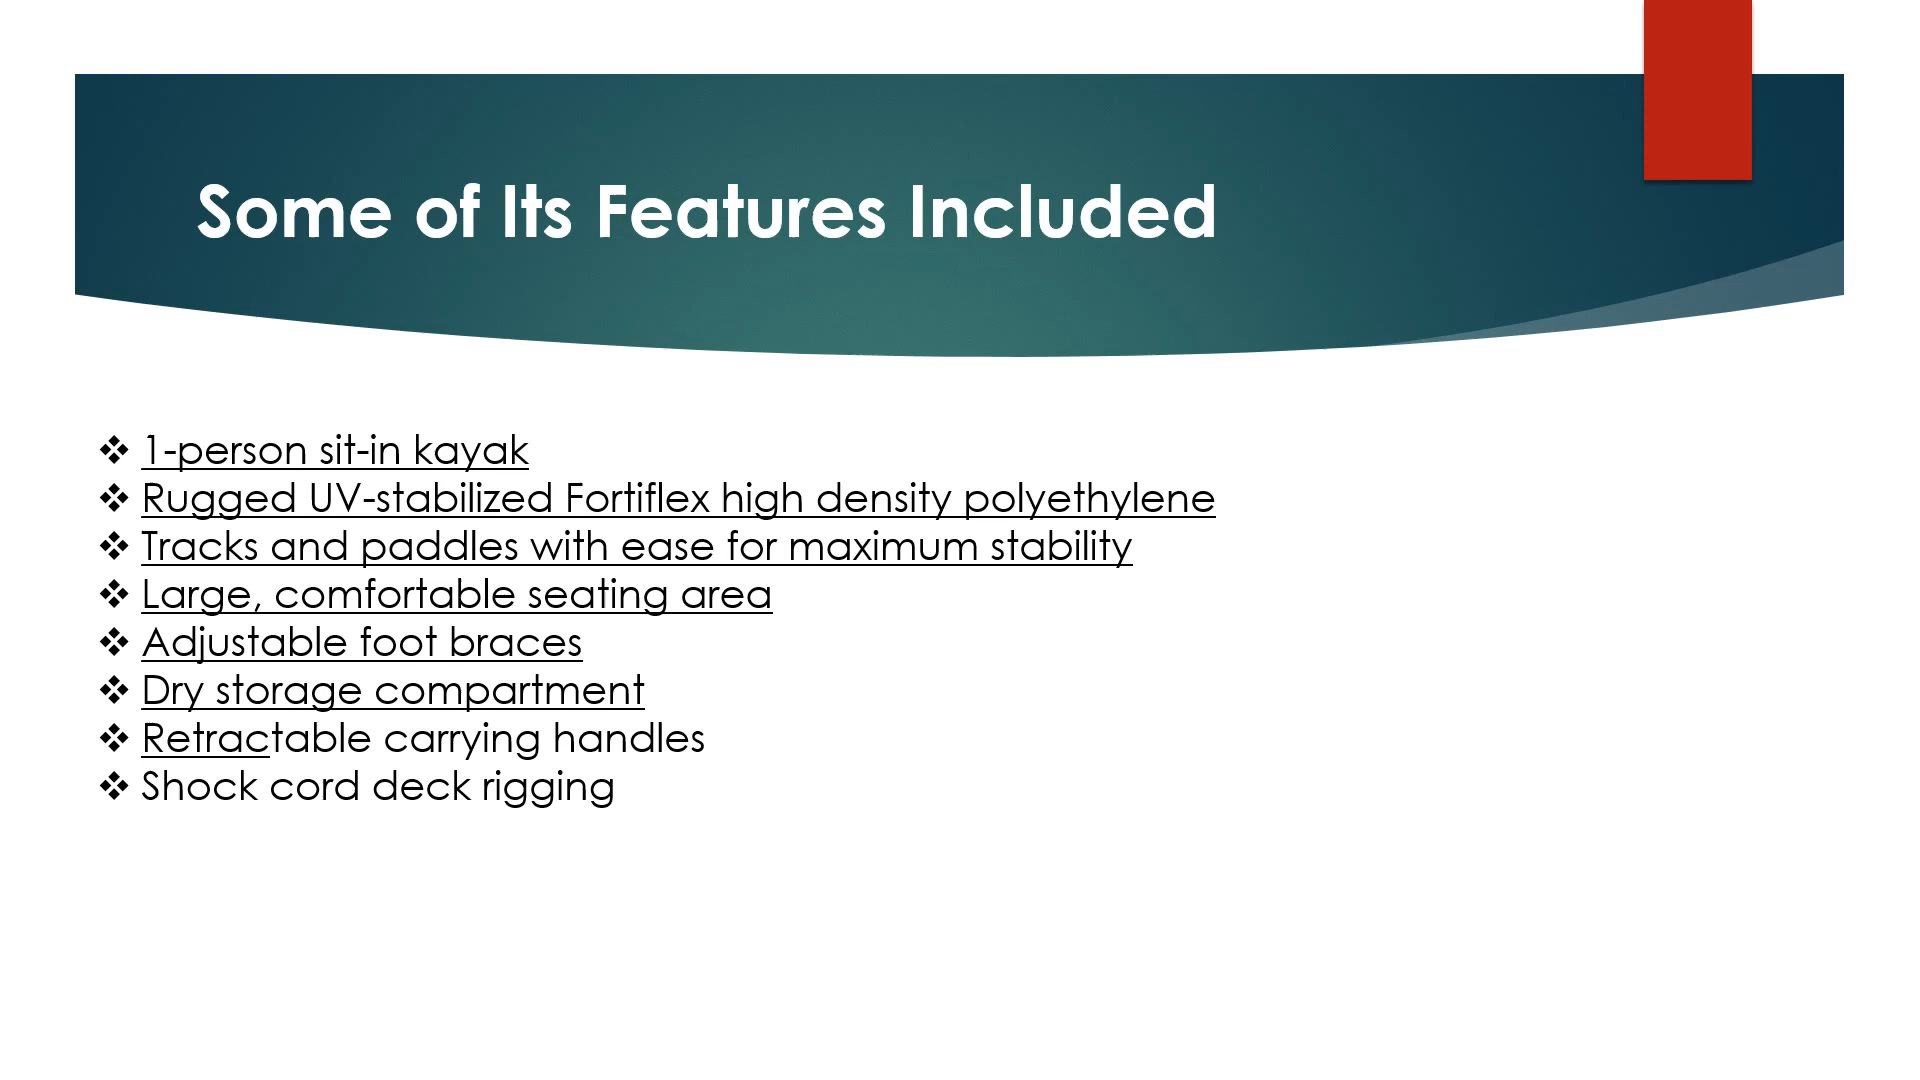 Some of Its Features Included
❖ 1-person sit-in kayak
❖ Rugged UV-stabilized Fortiflex high density polyethylene
❖ Tracks and paddles with ease for maximum stability
❖ Large, comfortable seating area
❖ Adjustable foot braces
❖ Dry storage compartment
❖ Retractable carrying handles
❖ Shock cord deck rigging